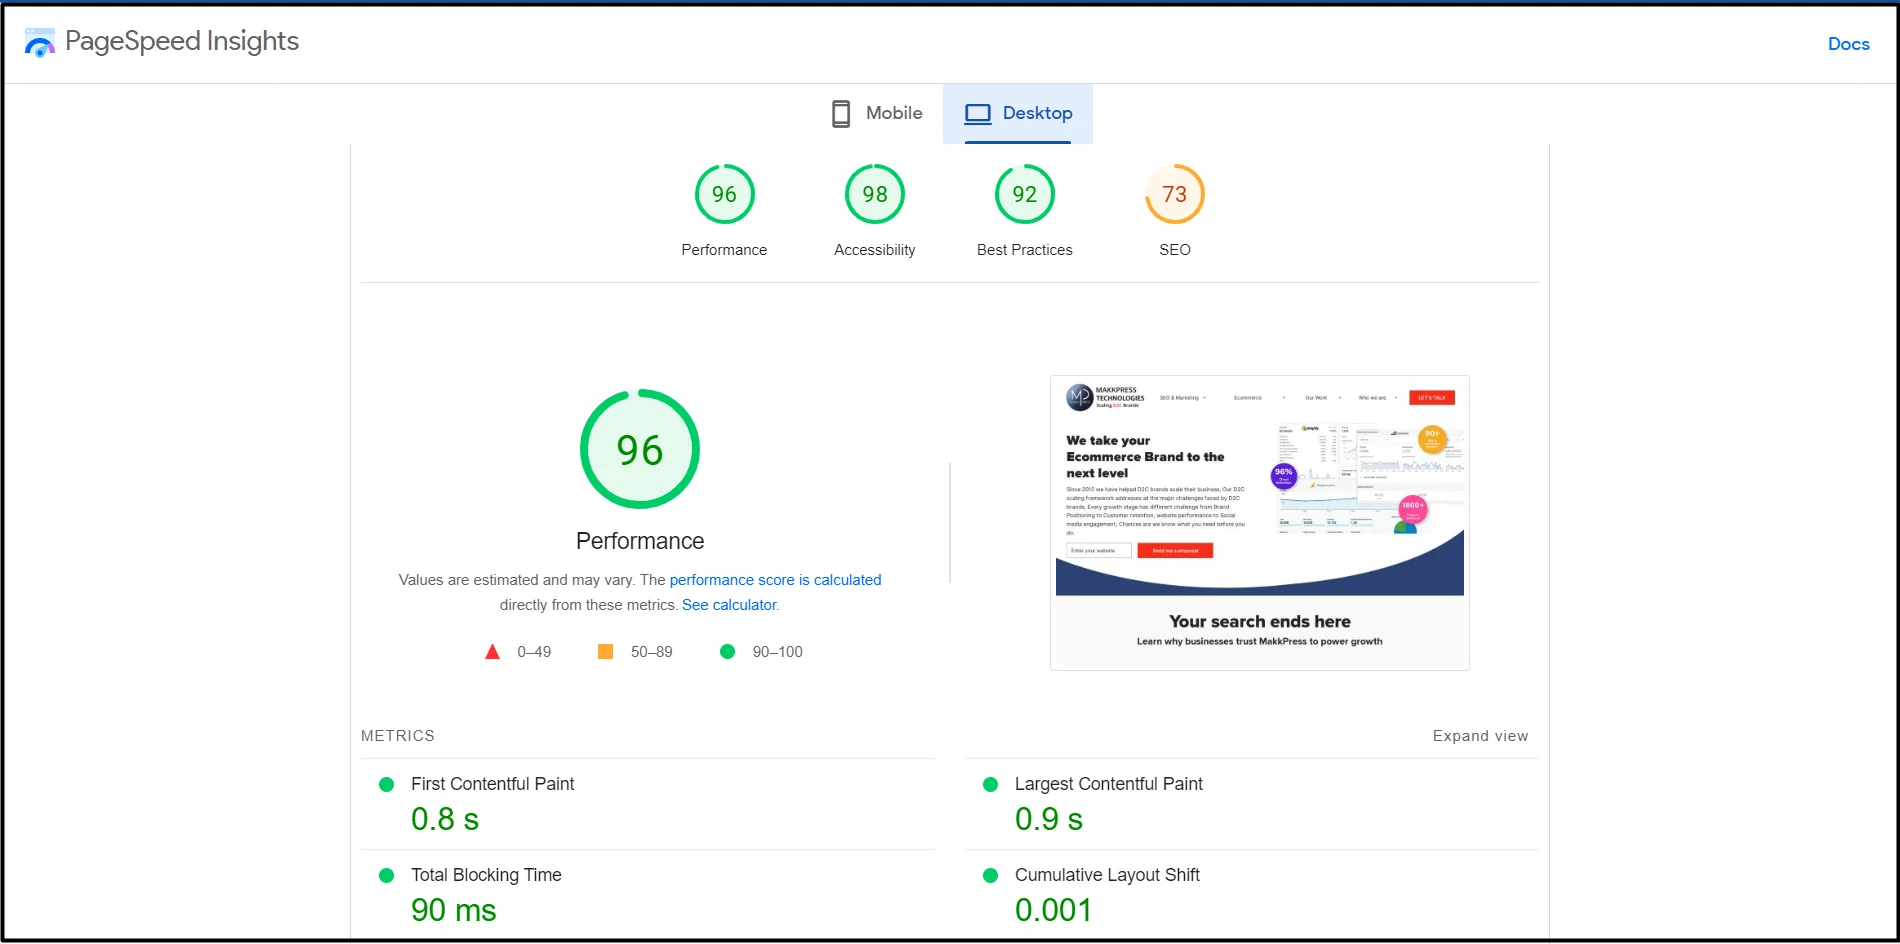 PageSpeed Insights
Docs
Mobile
Desktop
96
98
92
73
Performance
Accessibility
Best Practices
SEO
96
Performance
Values are estimated and may vary. The performance score is calculated
directly from these metrics. See calculator.
0–49
50–89
90–100
MP
MAKKPRESS
TECHNOLOGIES
Scaling D2C Brands
SEO & Marketing
Ecommerce
Our Work
Who we are
LET'S TALK
We take your
Ecommerce Brand to the
next level
Since 2012 we have helped D2C brands scale their business, Our D2C
scaling framework addresses all the major challenges faced by D2C
brands, Every growth stage has different challenge from Brand
Positioning to Customer retention, website performance to Social
media engagement, Chances are we know what you need before you
do.
Enter your website
Send me a proposal
shopify
90+
96%
1800+
Your search ends here
Learn why businesses trust MakkPress to power growth
METRICS
Expand view
First Contentful Paint
0.8 s
Largest Contentful Paint
0.9 s
Total Blocking Time
90 ms
Cumulative Layout Shift
0.001